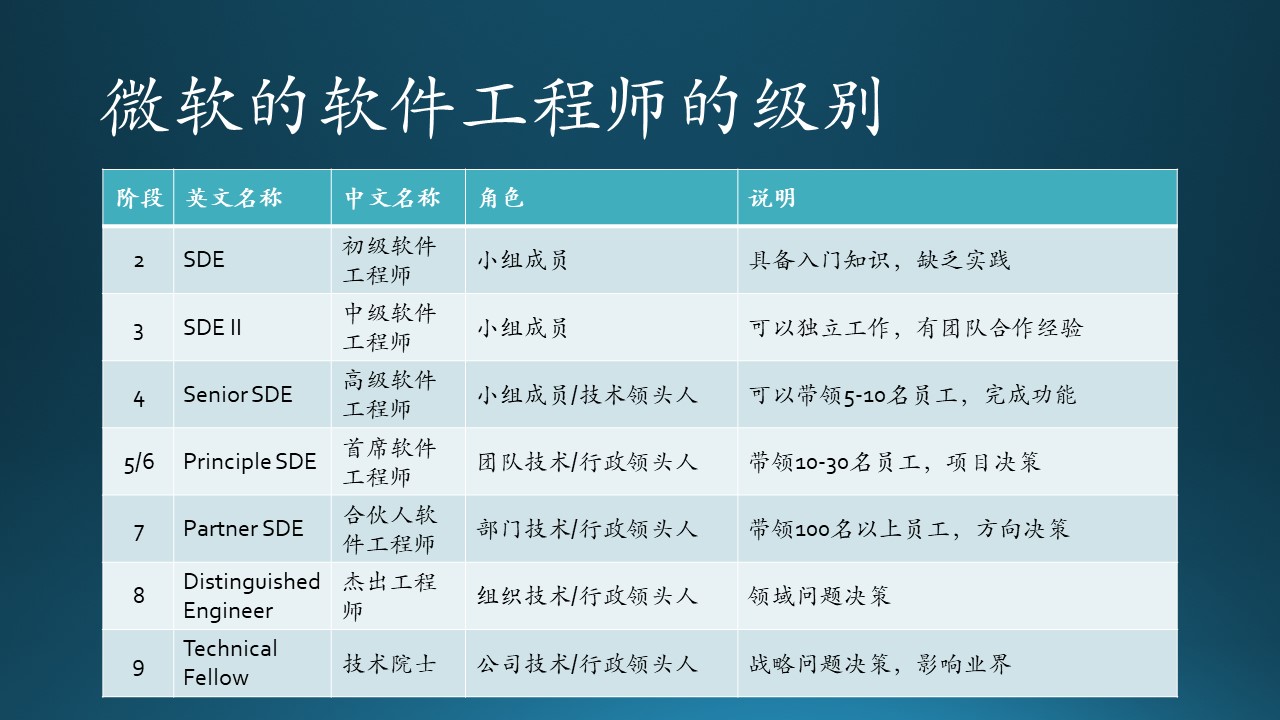 微软的软件工程师的级别
阶段 英文名称 中文名称 角色 说明
2 SDE 初级软件工程师 小组成员 具备入门知识，缺乏实践
3 SDE II 中级软件工程师 小组成员 可以独立工作，有团队合作经验
4 Senior SDE 高级软件工程师 小组成员/技术领头人 可以带领5-10名员工，完成功能
5/6 Principle SDE 首席软件工程师 团队技术/行政领头人 带领10-30名员工，项目决策
7 Partner SDE 合伙人软件工程师 部门技术/行政领头人 带领100名以上员工，方向决策
8 Distinguished Engineer 杰出工程师 组织技术/行政领头人 领域问题决策
9 Technical Fellow 技术院士 公司技术/行政领头人 战略问题决策，影响业界